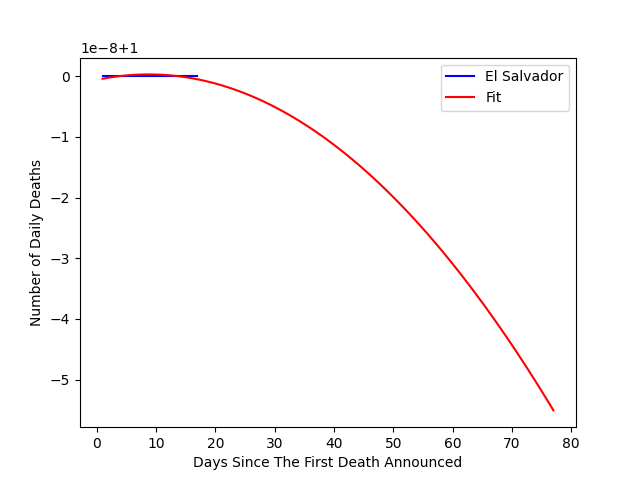 1e−8+1
El Salvador
Fit
0
−1
−2
−3
−4
−5
Number of Daily Deaths
0 10 20 30 40 50 60 70 80
Days Since The First Death Announced